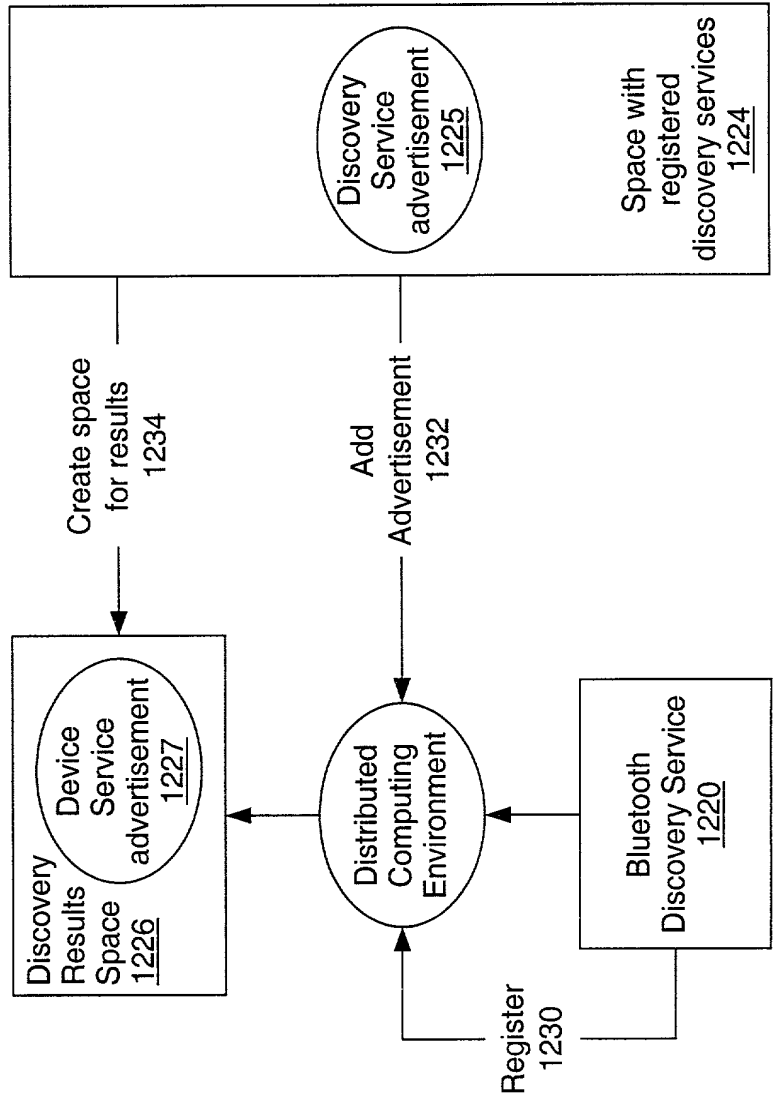 Discovery
Results
Space
1226
Device
Service
advertisement
1227
Create space
for results
1234
Discovery
Service
advertisement
1225
Space with
registered
discovery services
1224
Add
Advertisement
1232
Distributed
Computing
Environment
Register
1230
Bluetooth
Discovery Service
1220